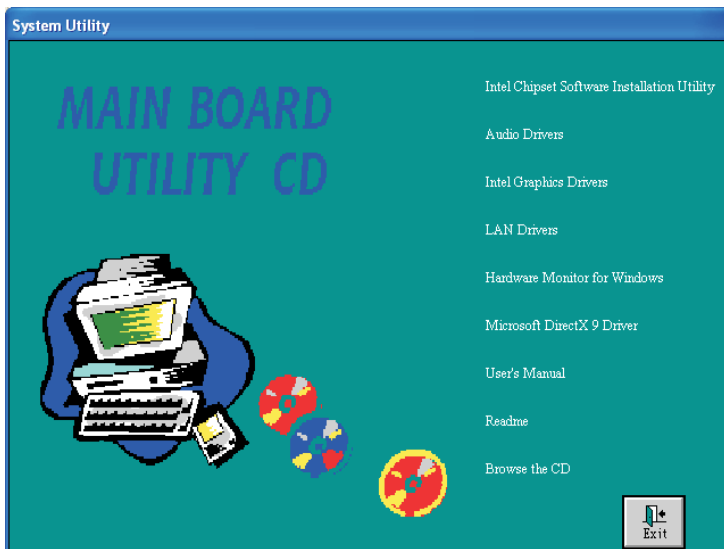 System Utility
MAIN BOARD
UTILITY CD
Intel Chipset Software Installation Utility
Audio Drivers
Intel Graphics Drivers
LAN Drivers
Hardware Monitor for Windows
Microsoft DirectX 9 Driver
User's Manual
Readme
Browse the CD
Exit